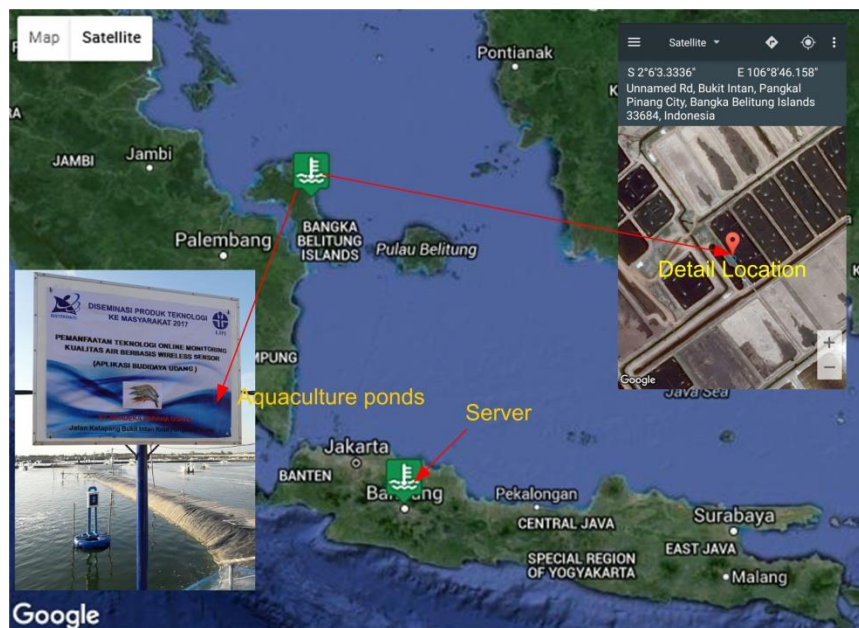 Map
Satellite
Pontianak
JAMBI
Jambi
Palembang
BANGKA
BELITUNG
ISLANDS
Pulau Belitung
Satellite
S 2°6'3.3336"
E 106°8'46.158"
Unnamed Rd, Bukit Intan, Pangkal
Pinang City, Bangka Belitung Islands
33684, Indonesia
Detail Location
+
−
Google
DISEMINASI PRODUK TEKNOLOGI
KE MASYARAKAT 2017
LIPI
PEMANFAATAN TEKNOLOGI ONLINE MONITORING
KUALITAS AIR BERBASIS WIRELESS SENSOR
(APLIKASI BUDIDAYA UDANG)
Jalan Ketapang Bukit Intan
Aquaculture ponds
Server
Java Sea
Jakarta
BANTEN
Pekalongan
CENTRAL JAVA
Surabaya
EAST JAVA
SPECIAL REGION
OF YOGYAKARTA
Malang
Google